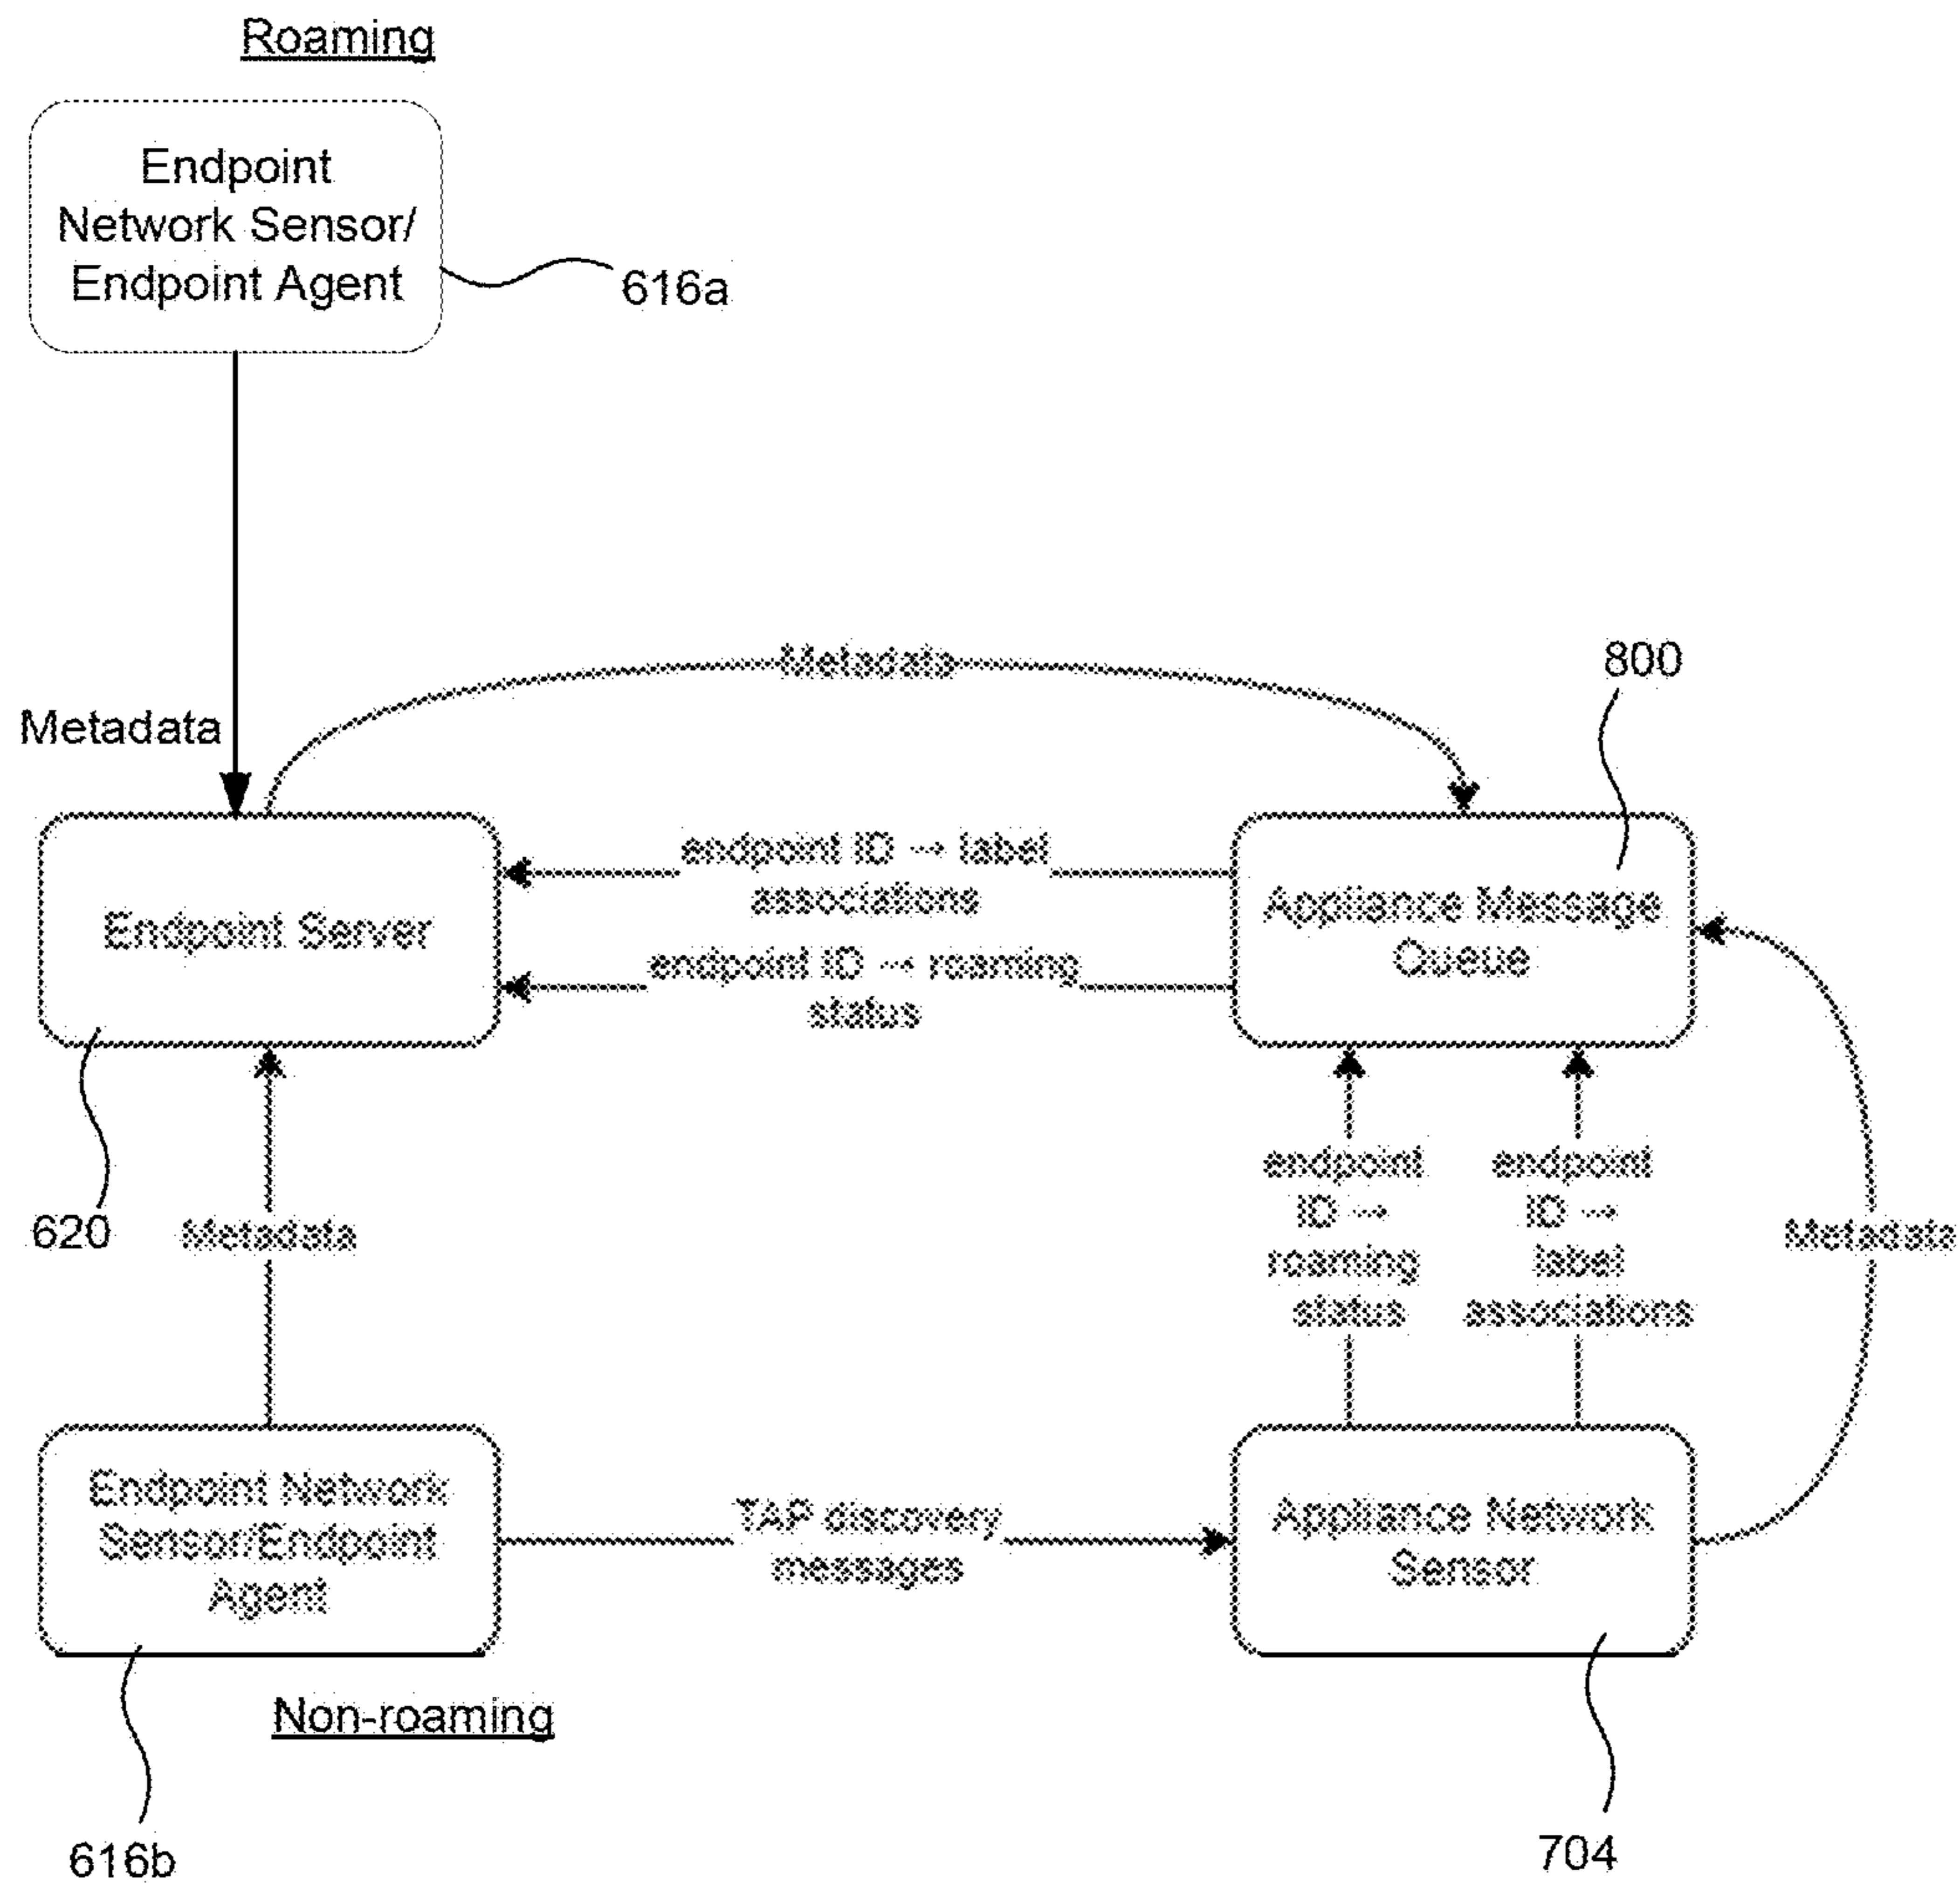 Roaming
Endpoint
Network Sensor/
Endpoint Agent
616a
Metadata
Metadata
800
endpoint ID → label
associations
endpoint ID → roaming
status
Endpoint Server
Appliance Message
Queue
620
Metadata
endpoint
ID →
roaming
status
endpoint
ID →
label
associations
Metadata
Endpoint Network
Sensor/Endpoint
Agent
TAP discovery
messages
Appliance Network
Sensor
Non-roaming
616b
704